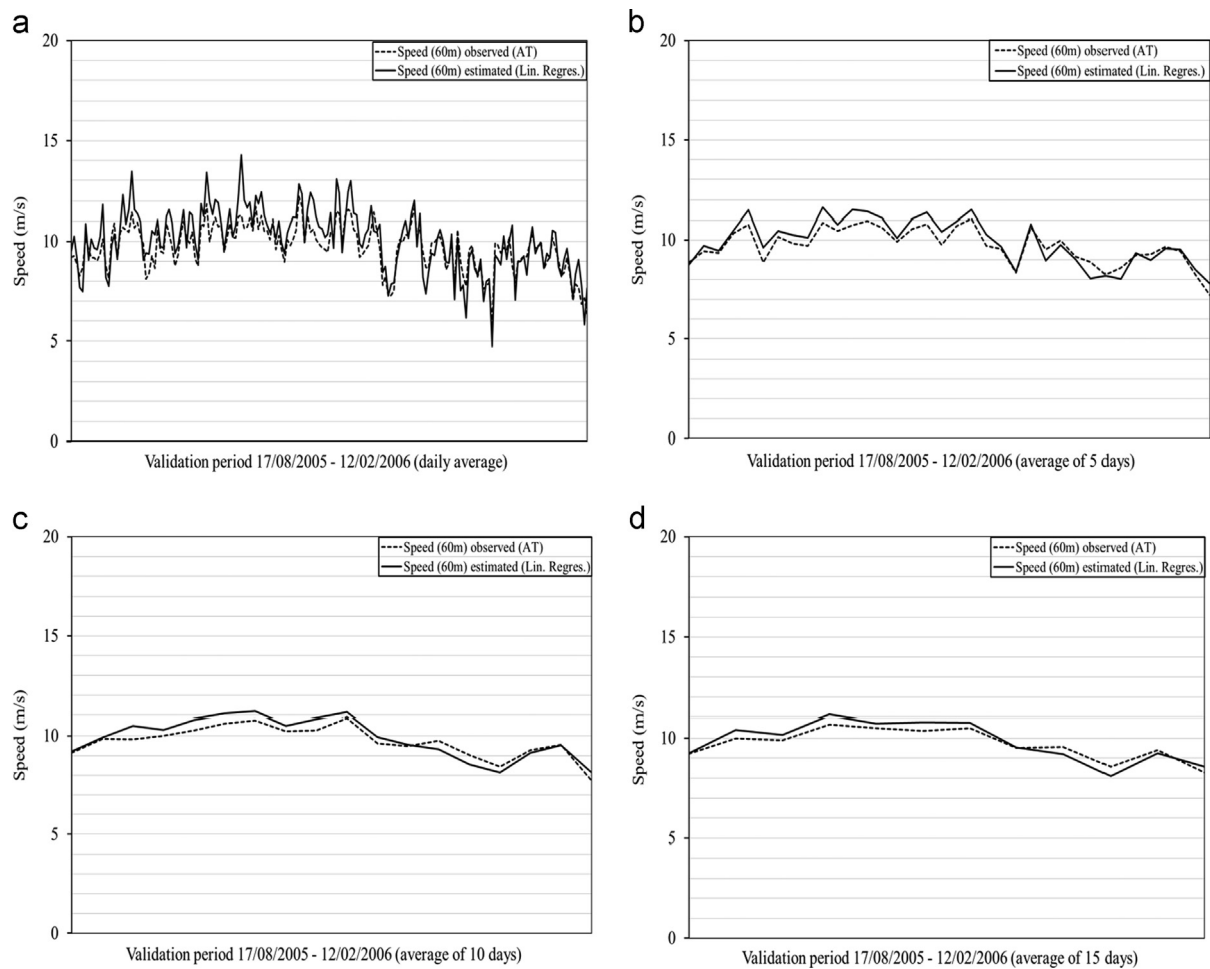 a
Speed (60m) observed (AT)
Speed (60m) estimated (Lin. Regres.)
20
15
10
5
0
Speed (m/s)
Validation period 17/08/2005 - 12/02/2006 (daily average)
b
Speed (60m) observed (AT)
Speed (60m) estimated (Lin. Regres.)
20
15
10
5
0
Speed (m/s)
Validation period 17/08/2005 - 12/02/2006 (average of 5 days)
c
Speed (60m) observed (AT)
Speed (60m) estimated (Lin. Regres.)
20
15
10
5
0
Speed (m/s)
Validation period 17/08/2005 - 12/02/2006 (average of 10 days)
d
Speed (60m) observed (AT)
Speed (60m) estimated (Lin. Regres.)
20
15
10
5
0
Speed (m/s)
Validation period 17/08/2005 - 12/02/2006 (average of 15 days)